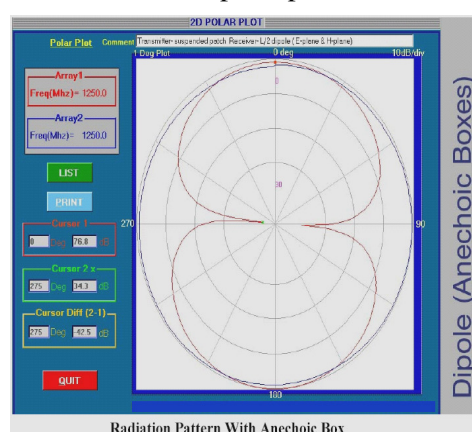 2D POLAR PLOT
Polar Plot Comment Transmitter-suspended patch Receiver-L/2 dipole ( E-plane & H-plane)
1 Deg Plot 0 deg 10dB/div
Array1
Freq(Mhz)= 1250.0
Array2
Freq(Mhz)= 1250.0
LIST
PRINT
Cursor 1
0 Deg 76.8 dB
Cursor 2 x
275 Deg 34.3 dB
Cursor Diff (2-1)
275 Deg -42.5 dB
QUIT
270
90
180
Dipole (Anechoic Boxes)
Radiation Pattern With Anechoic Box